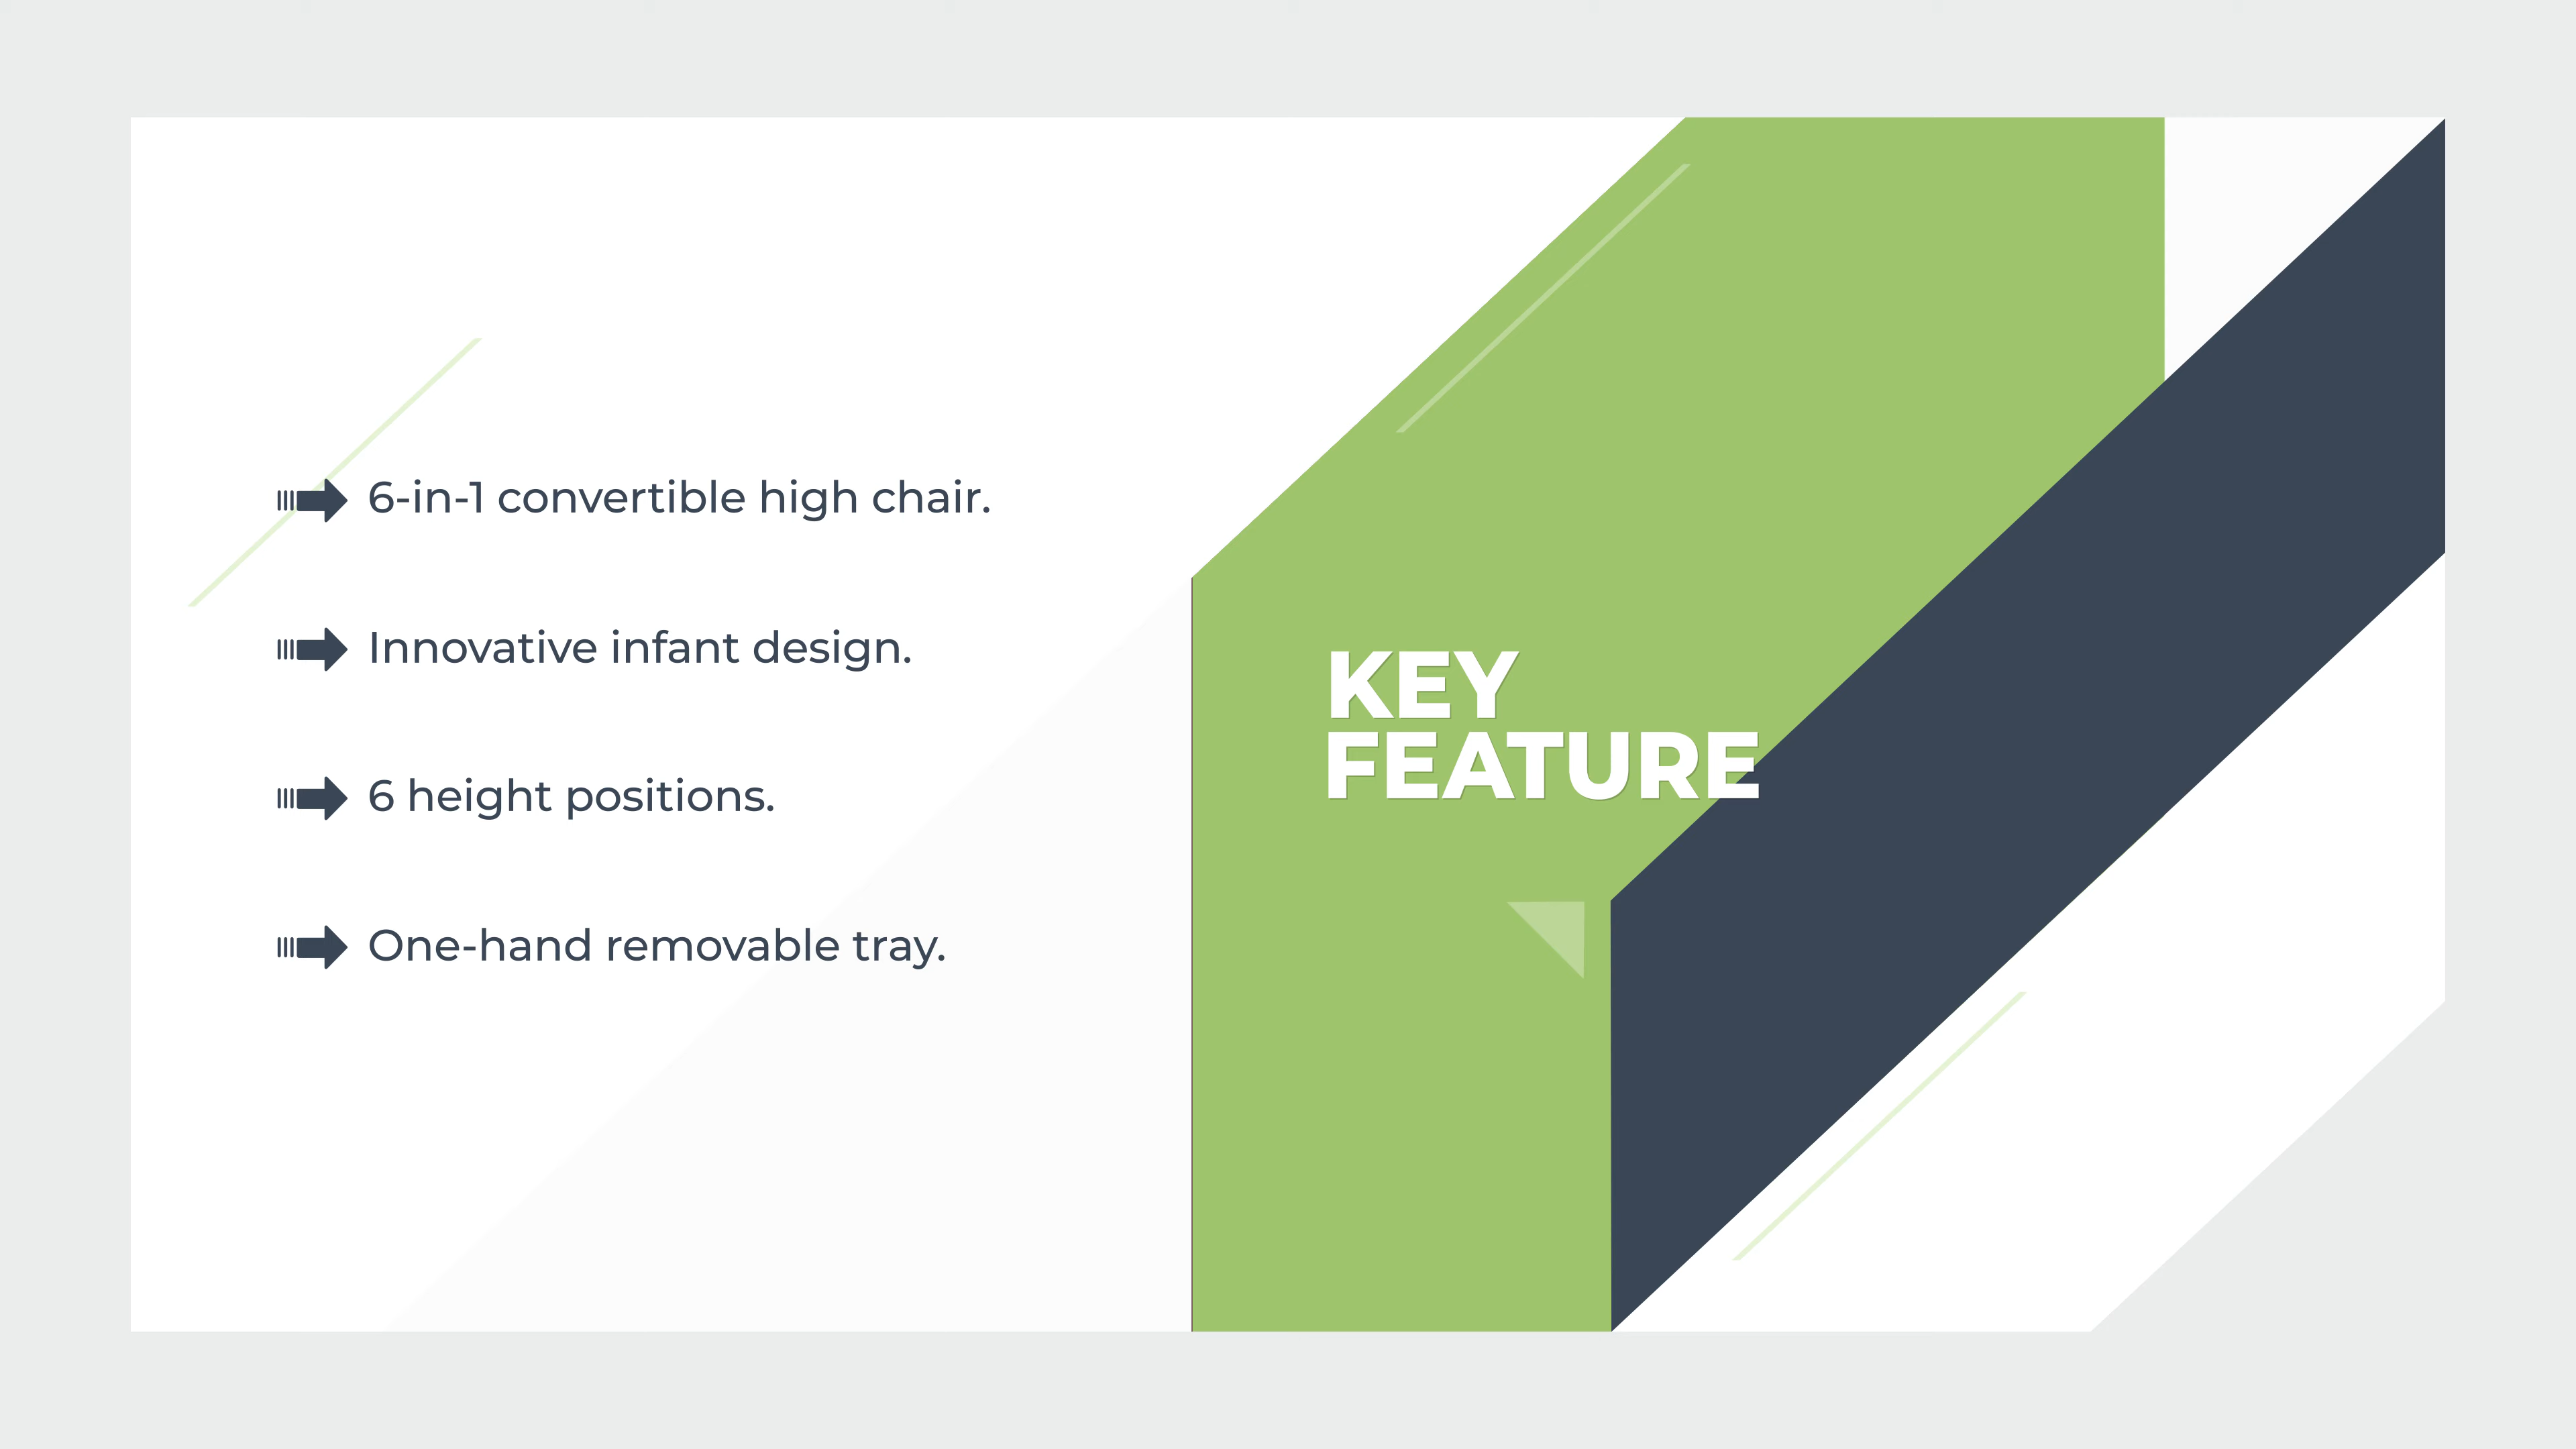 6-in-1 convertible high chair.
Innovative infant design.
6 height positions.
One-hand removable tray.
KEY
FEATURE